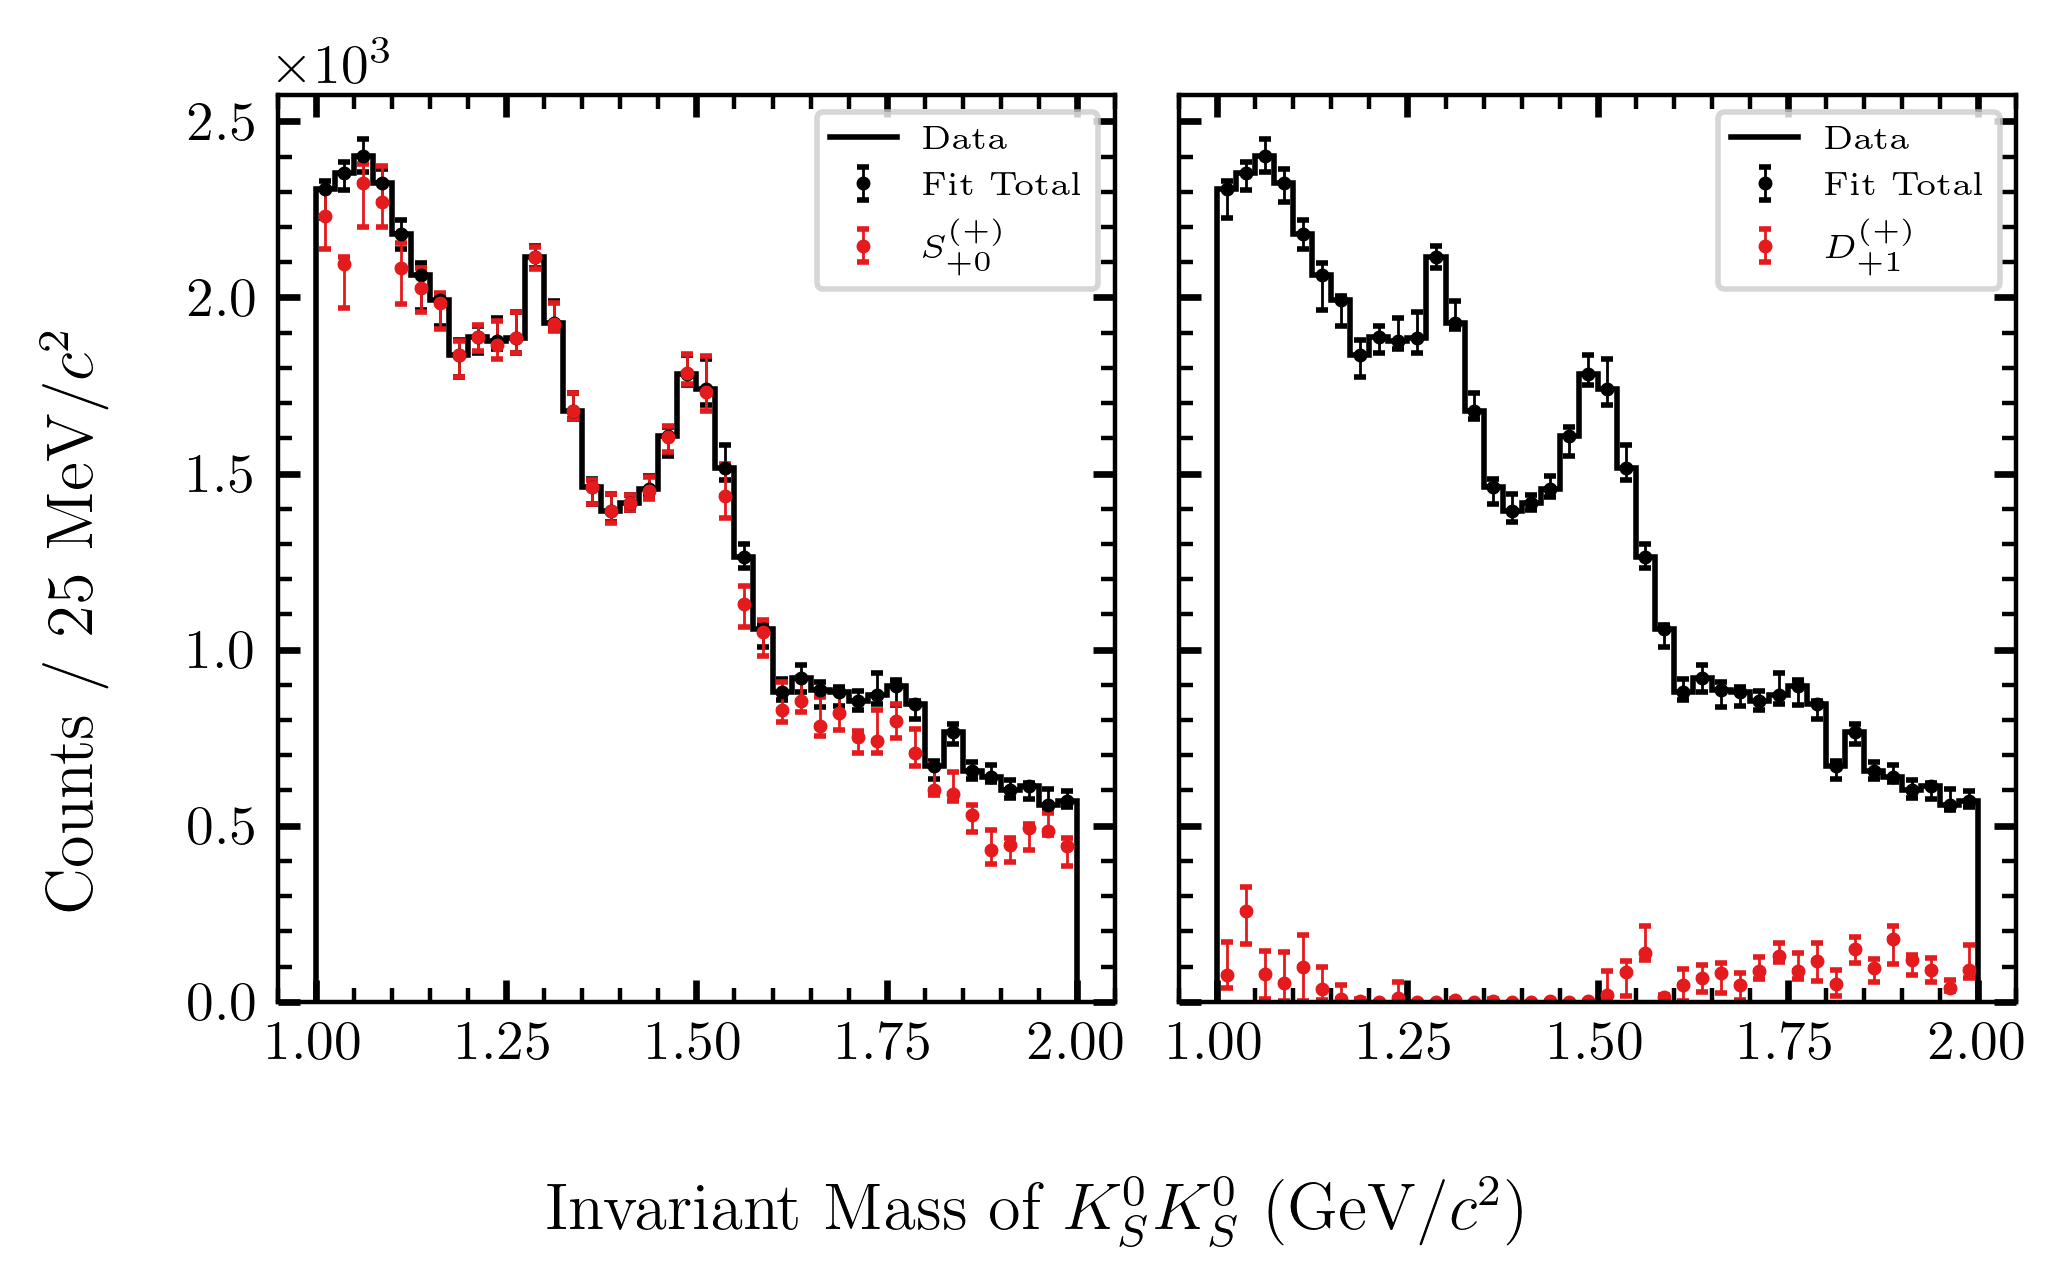 ×10³
2.5
2.0
1.5
1.0
0.5
0.0
Counts / 25 MeV/c²
Data
Fit Total
S₊₀⁽⁺⁾
1.00 1.25 1.50 1.75 2.00
Data
Fit Total
D₊₁⁽⁺⁾
1.00 1.25 1.50 1.75 2.00
Invariant Mass of K⁰_S K⁰_S (GeV/c²)